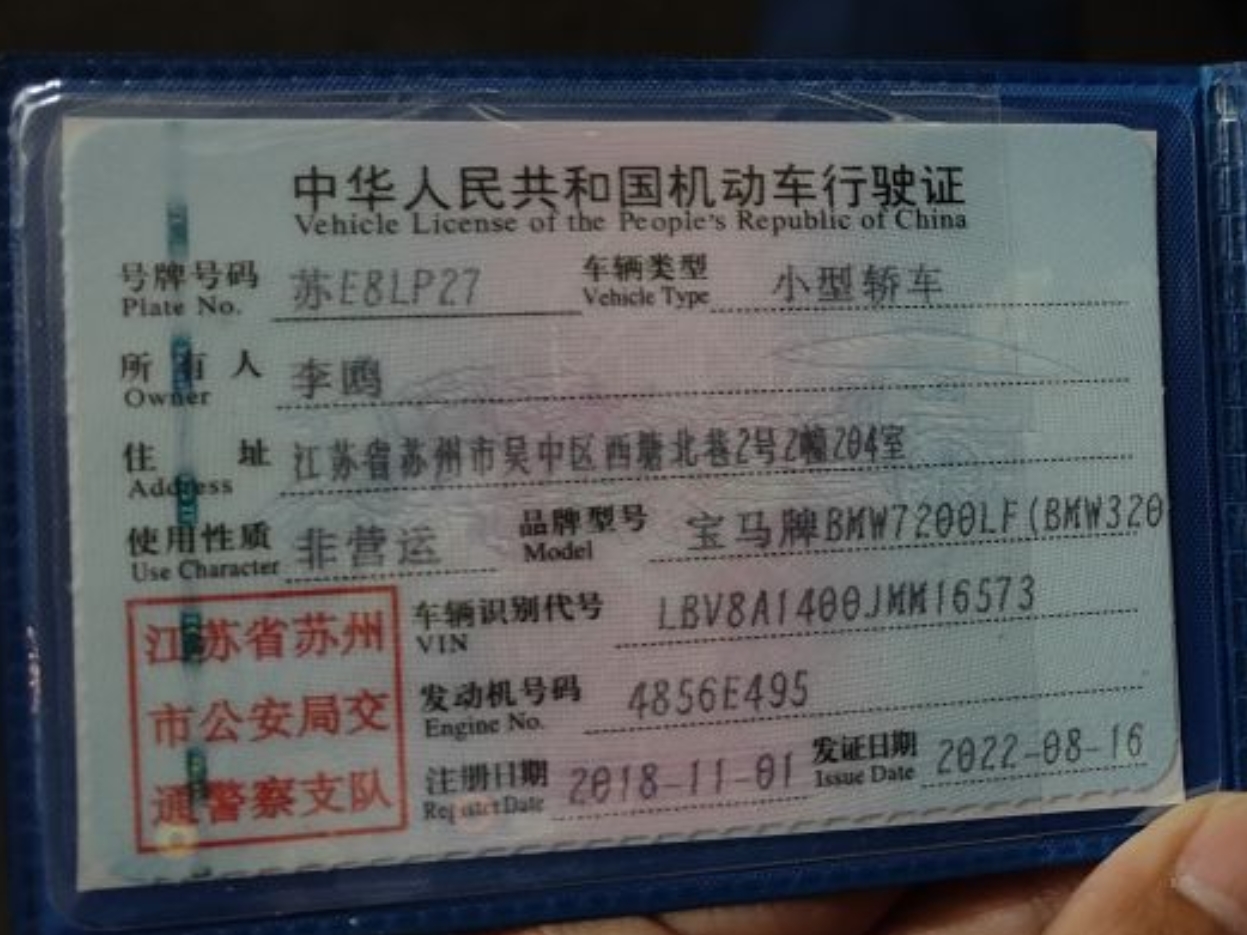 中华人民共和国机动车行驶证
Vehicle License of the People's Republic of China
号牌号码 苏E8LP27 车辆类型 小型轿车
Plate No. Vehicle Type
所有人 李鸥
Owner
住址 江苏省苏州市吴中区西塘北巷2号2幢204室
Address
使用性质 非营运 品牌型号 宝马牌BMW7200LF(BMW320
Use Character Model
江苏省苏州
市公安局交
通警察支队
车辆识别代号 LBV8A1400JMM16573
VIN
发动机号码 4856E495
Engine No.
注册日期 2018-11-01 发证日期 2022-08-16
Register Date Issue Date